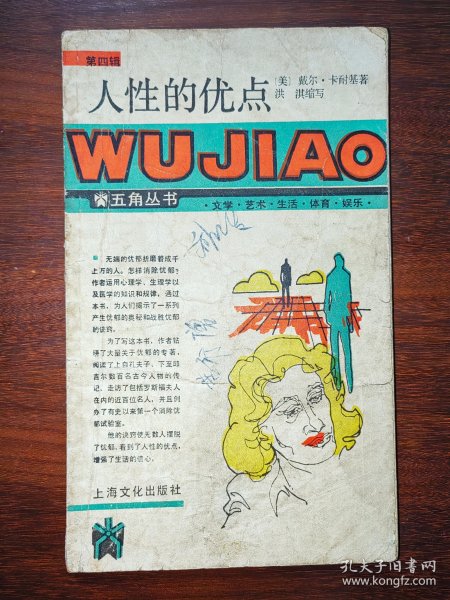 第四辑
人性的优点
〔美〕戴尔·卡耐基著
洪 淇缩写
WUJIAO
五角丛书
·文学·艺术·生活·体育·娱乐·
无端的忧郁折磨着成千
上万的人。怎样消除忧郁？
作者运用心理学、生理学以
及医学的知识和规律，通过
本书，为人们揭示了一系列
产生忧郁的奥秘和战胜忧郁
的诀窍。
为了写这本书，作者钻
研了大量关于忧郁的专著，
阅读了上自孔夫子、下至邱
吉尔数百名古今人物的传
记，走访了包括罗斯福夫人
在内的近百位名人，并且创
办了有史以来第一个消除忧
郁试验室。
他的诀窍使无数人摆脱
了忧郁，看到了人性的优点，
增强了生活的信心。
上海文化出版社
孔夫子旧书网
www.kongfz.com